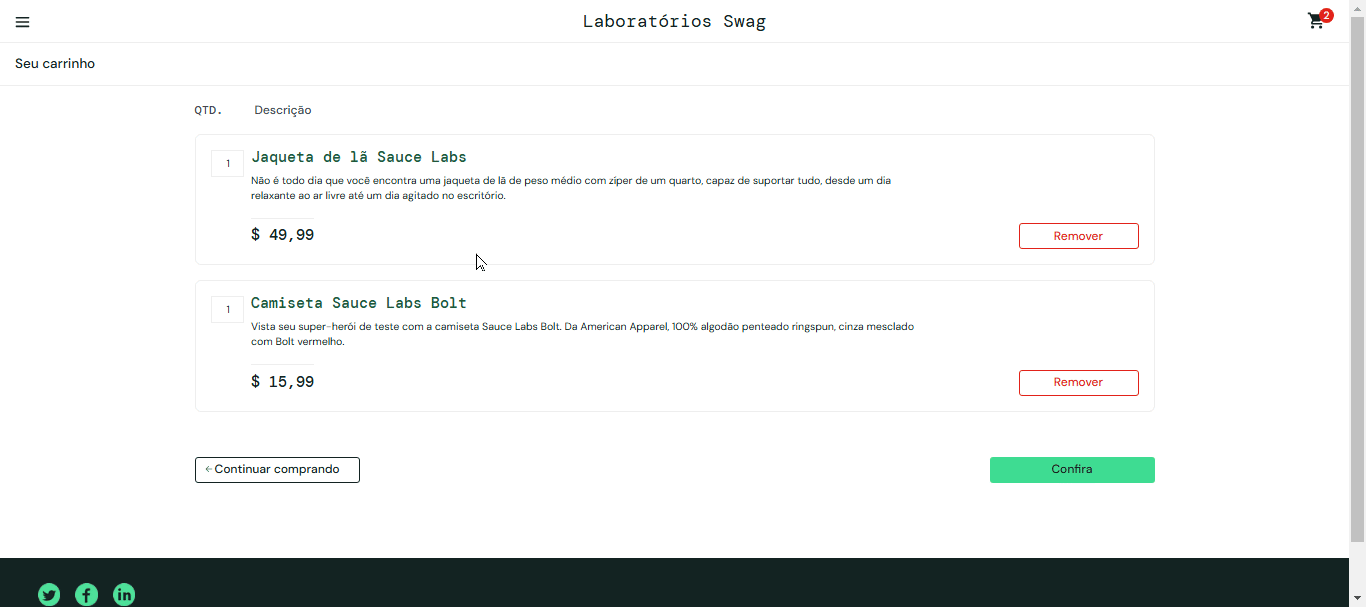 Laboratórios Swag
2
Seu carrinho
QTD. Descrição
1
Jaqueta de lã Sauce Labs
Não é todo dia que você encontra uma jaqueta de lã de peso médio com zíper de um quarto, capaz de suportar tudo, desde um dia
relaxante ao ar livre até um dia agitado no escritório.
$ 49,99
Remover
1
Camiseta Sauce Labs Bolt
Vista seu super-herói de teste com a camiseta Sauce Labs Bolt. Da American Apparel, 100% algodão penteado ringspun, cinza mesclado
com Bolt vermelho.
$ 15,99
Remover
Continuar comprando
Confira